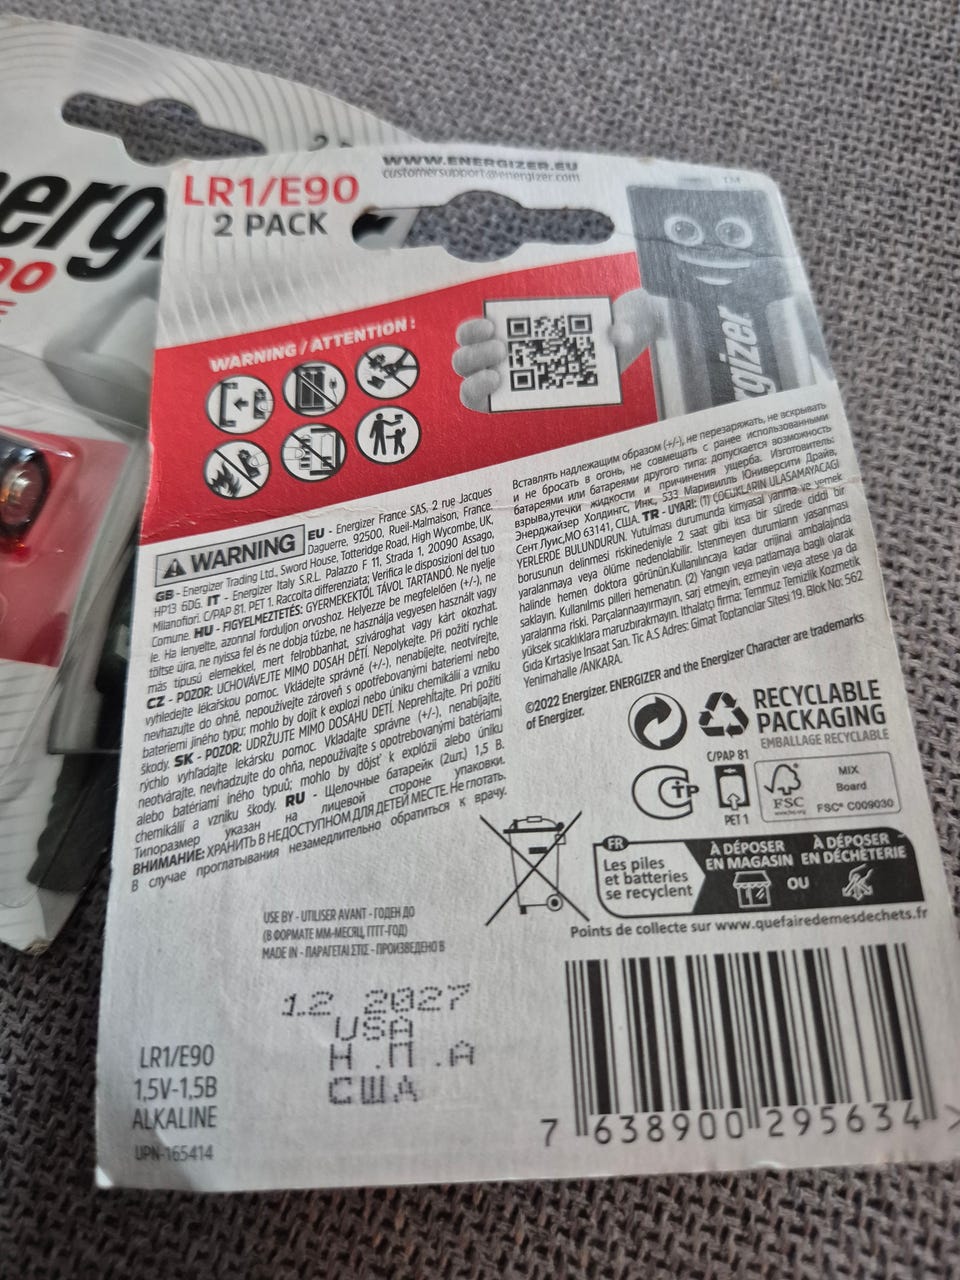 WWW.ENERGIZER.EU
customersupport@energizer.com
LR1/E90
2 PACK
WARNING / ATTENTION :
WARNING
EU - Energizer France SAS, 2 rue Jacques
Daguerre, 92500, Rueil-Malmaison, France.
GB - Energizer Trading Ltd., Sword House, Totteridge Road, High Wycombe, UK,
HP13 6DG. IT - Energizer Italy S.R.L. Palazzo F 11, Strada 1, 20090 Assago,
Milanofiori. C/PAP 81, PET 1. Raccolta differenziata; Verifica le disposizioni del tuo
Comune. HU - FIGYELMEZTETÉS: GYERMEKEKTŐL TÁVOL TARTANDÓ. Ne nyelje
le. Ha lenyelte, azonnal forduljon orvoshoz. Helyezze be megfelelően (+/-), ne
töltse újra, ne nyissa fel és ne dobja tűzbe, ne használja vegyesen használt vagy
más típusú elemekkel, mert felrobbanhat, szivároghat vagy kárt okozhat.
CZ - POZOR: UCHOVÁVEJTE MIMO DOSAH DĚTÍ. Nepolykejte. Při požití rychle
vyhledejte lékařskou pomoc. Vkládejte správně (+/-), nenabíjejte, neotvírejte,
nevhazujte do ohně, nepoužívejte zároveň s opotřebovanými bateriemi nebo
bateriemi jiného typu; mohlo by dojít k explozi nebo úniku chemikálií a vzniku
škody. SK - POZOR: UDRŽUJTE MIMO DOSAHU DETÍ. Neprehĺtajte. Pri požití
rýchlo vyhľadajte lekársku pomoc. Vkladajte správne (+/-), nenabíjajte,
neotvárajte, nevhadzujte do ohňa, nepoužívajte s opotrebovanými batériami
alebo batériami iného typu; mohlo by dôjsť k explózii alebo úniku
chemikálií a vzniku škody. RU - Щелочные батарейк (2шт.) 1,5 В.
Типоразмер указан на лицевой стороне упаковки.
ВНИМАНИЕ: ХРАНИТЬ В НЕДОСТУПНОМ ДЛЯ ДЕТЕЙ МЕСТЕ. Не глотать.
В случае проглатывания незамедлительно обратиться к врачу.
Вставлять надлежащим образом (+/-), не перезаряжать, не вскрывать
и не бросать в огонь, не совмещать с ранее использованными
батареями или батареями другого типа: допускается возможность
взрыва,утечки жидкости и причинения ущерба. Изготовитель:
Энерджайзер Холдингс, Инк, 533 Маривилль Юниверсити Драйв,
Сент Луис,МО 63141, США. TR - UYARI: (1) ÇOCUKLARIN ULAŞAMAYACAĞI
YERLERDE BULUNDURUN. Yutulması durumunda kimyasal yanma ve yemek
borusunun delinmesi riskinedeniyle 2 saat gibi kısa bir sürede ciddi bir
yaralanmaya veya ölüme nedenolabilir. İstenmeyen durumların yaşanması
halinde hemen doktora görünün.Kullanılıncaya kadar orijinal ambalajında
saklayın. Kullanılmış pilleri hemenatın. (2) Yangın veya patlamaya bağlı olarak
yaralanma riski. Parçalanaayırmayın, şarj etmeyin, ezmeyin veya ateşe ya da
yüksek sıcaklıklara maruzbırakmayın. İthalatçı firma: Temmuz Temizlik Kozmetik
Gıda Kırtasiye İnsaat San. Tic A.S Adres: Gimat Toptancılar Sitesi 19. Blok No: 562
Yenimahalle /ANKARA.
©2022 Energizer. ENERGIZER and the Energizer Character are trademarks
of Energizer.
RECYCLABLE
PACKAGING
EMBALLAGE RECYCLABLE
C/PAP 81
PET 1
FSC
MIX
Board
FSC® C009030
FR
Les piles
et batteries
se recyclent
À DÉPOSER
EN MAGASIN
OU
À DÉPOSER
EN DÉCHÈTERIE
Points de collecte sur www.quefairedemesdechets.fr
USE BY - UTILISER AVANT - ГОДЕН ДО
(В ФОРМАТЕ ММ-МЕСЯЦ, ГГГГ-ГОД)
MADE IN - ΠΑΡΑΓΕΤΑΙ ΣΤΙΣ - ПРОИЗВЕДЕНО В
12 2027
USA
Η.Π.Α
США
LR1/E90
1,5V-1,5B
ALKALINE
UPN-165414
7 638900 295634 >